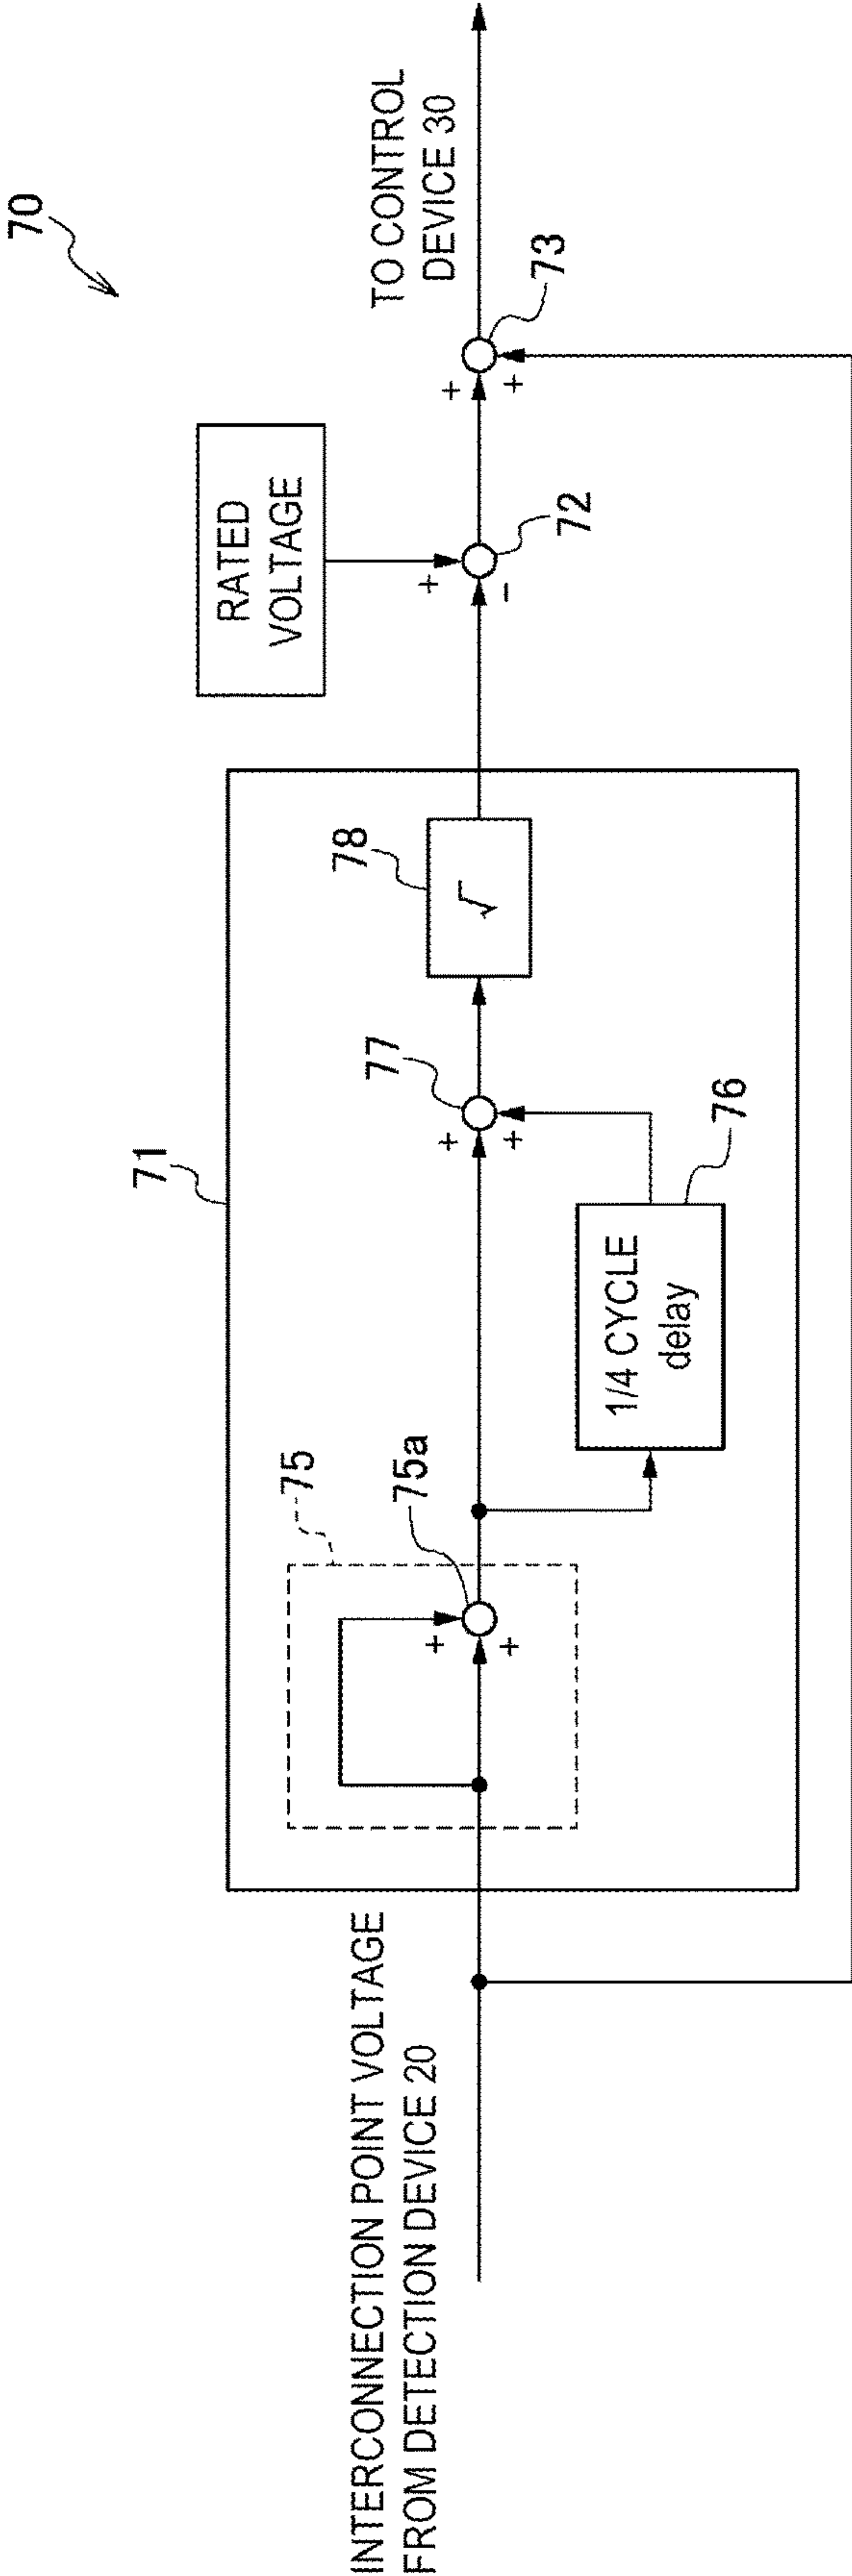 70
INTERCONNECTION POINT VOLTAGE
FROM DETECTION DEVICE 20
71
75
75a
+
+
1/4 CYCLE
delay
76
77
+
+
78
√
RATED
VOLTAGE
+
-
72
+
+
73
TO CONTROL
DEVICE 30